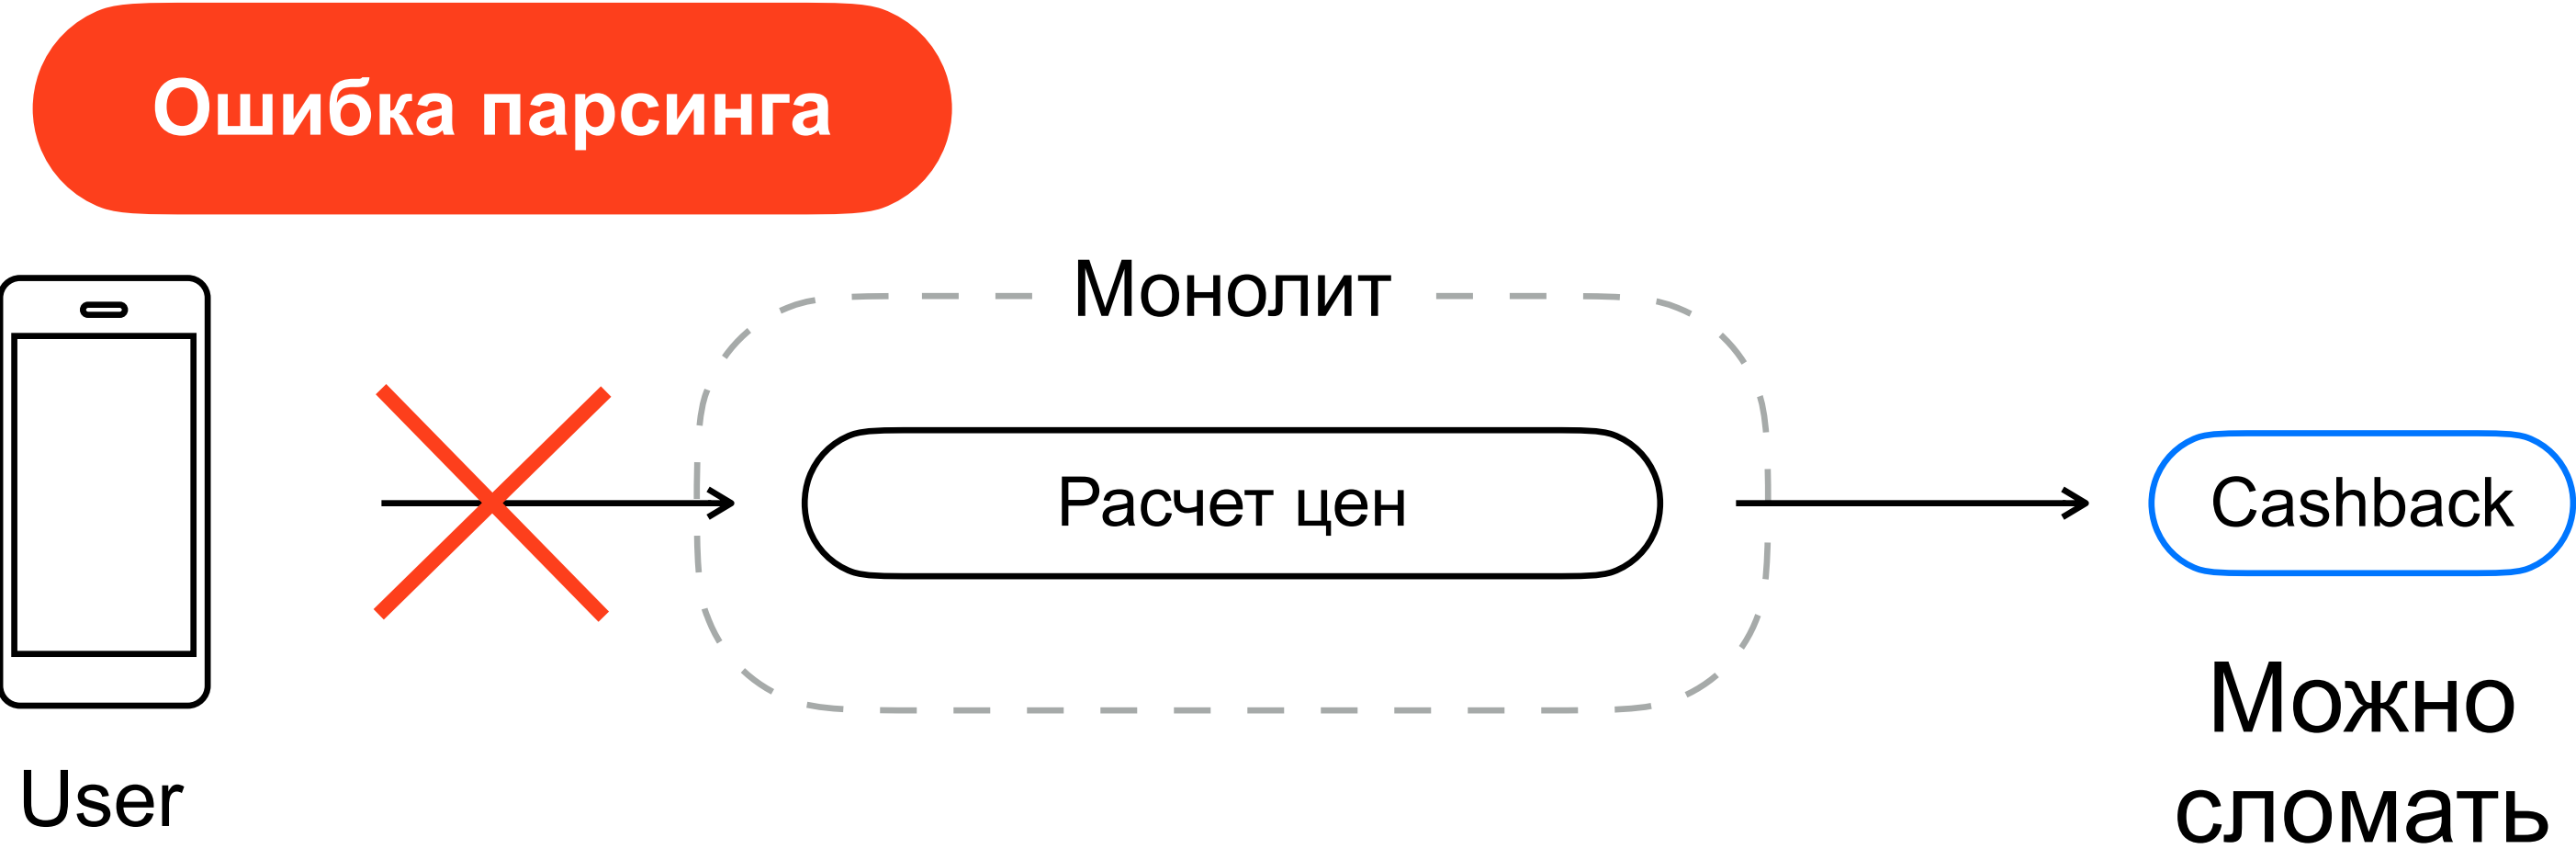 Ошибка парсинга
Монолит
Расчет цен
Cashback
Можно
сломать
User